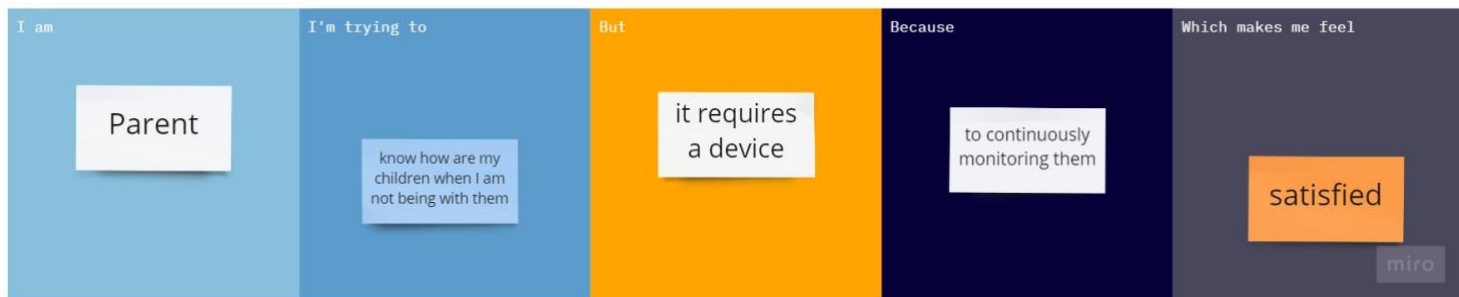 I am
Parent
I'm trying to
know how are my
children when I am
not being with them
But
it requires
a device
Because
to continuously
monitoring them
Which makes me feel
satisfied
miro